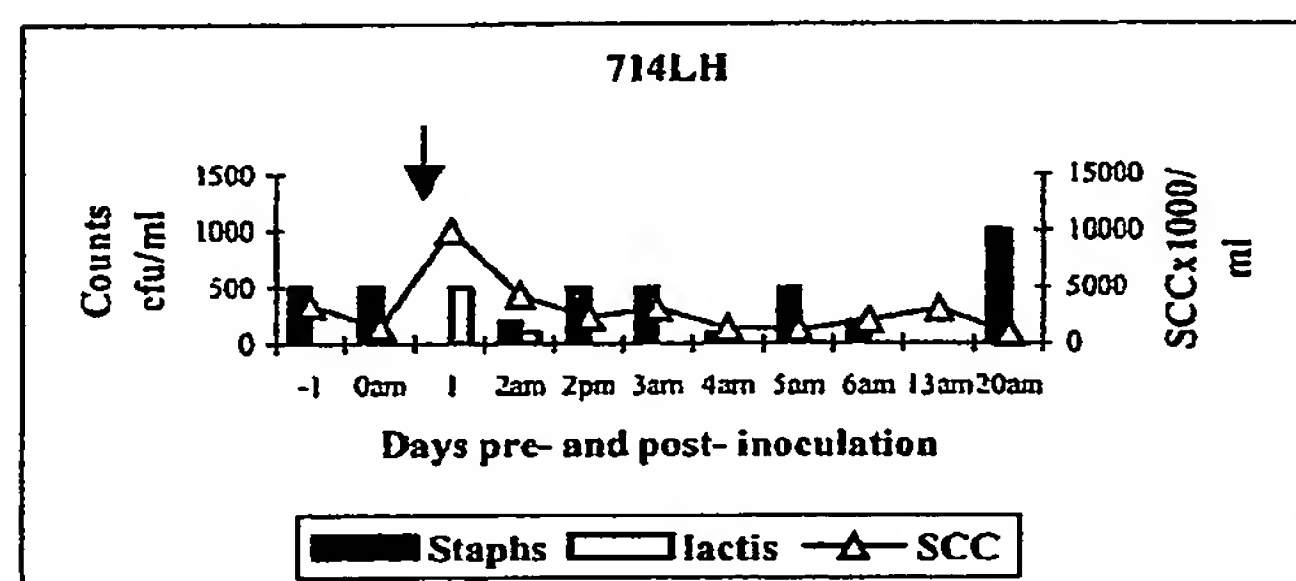 714LH
Counts
cfu/ml
1500
1000
500
0
15000
10000
5000
0
SCCx1000/
ml
-1 0am 1 2am 2pm 3am 4am 5am 6am 13am 20am
Days pre- and post- inoculation
Staphs lactis SCC